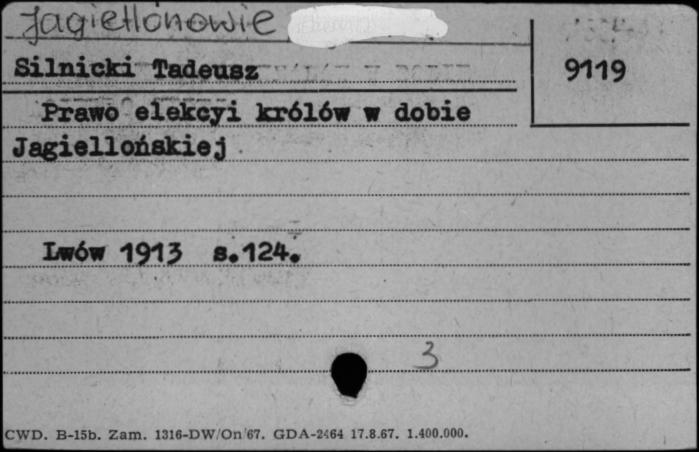 Jagiellonowie
Silnicki Tadeusz
9119
Prawo elekcyi królów w dobie
Jagiellońskiej
Lwów 1913 s.124.
3
CWD. B-15b. Zam. 1316-DW/On/67. GDA-2464 17.8.67. 1.400.000.